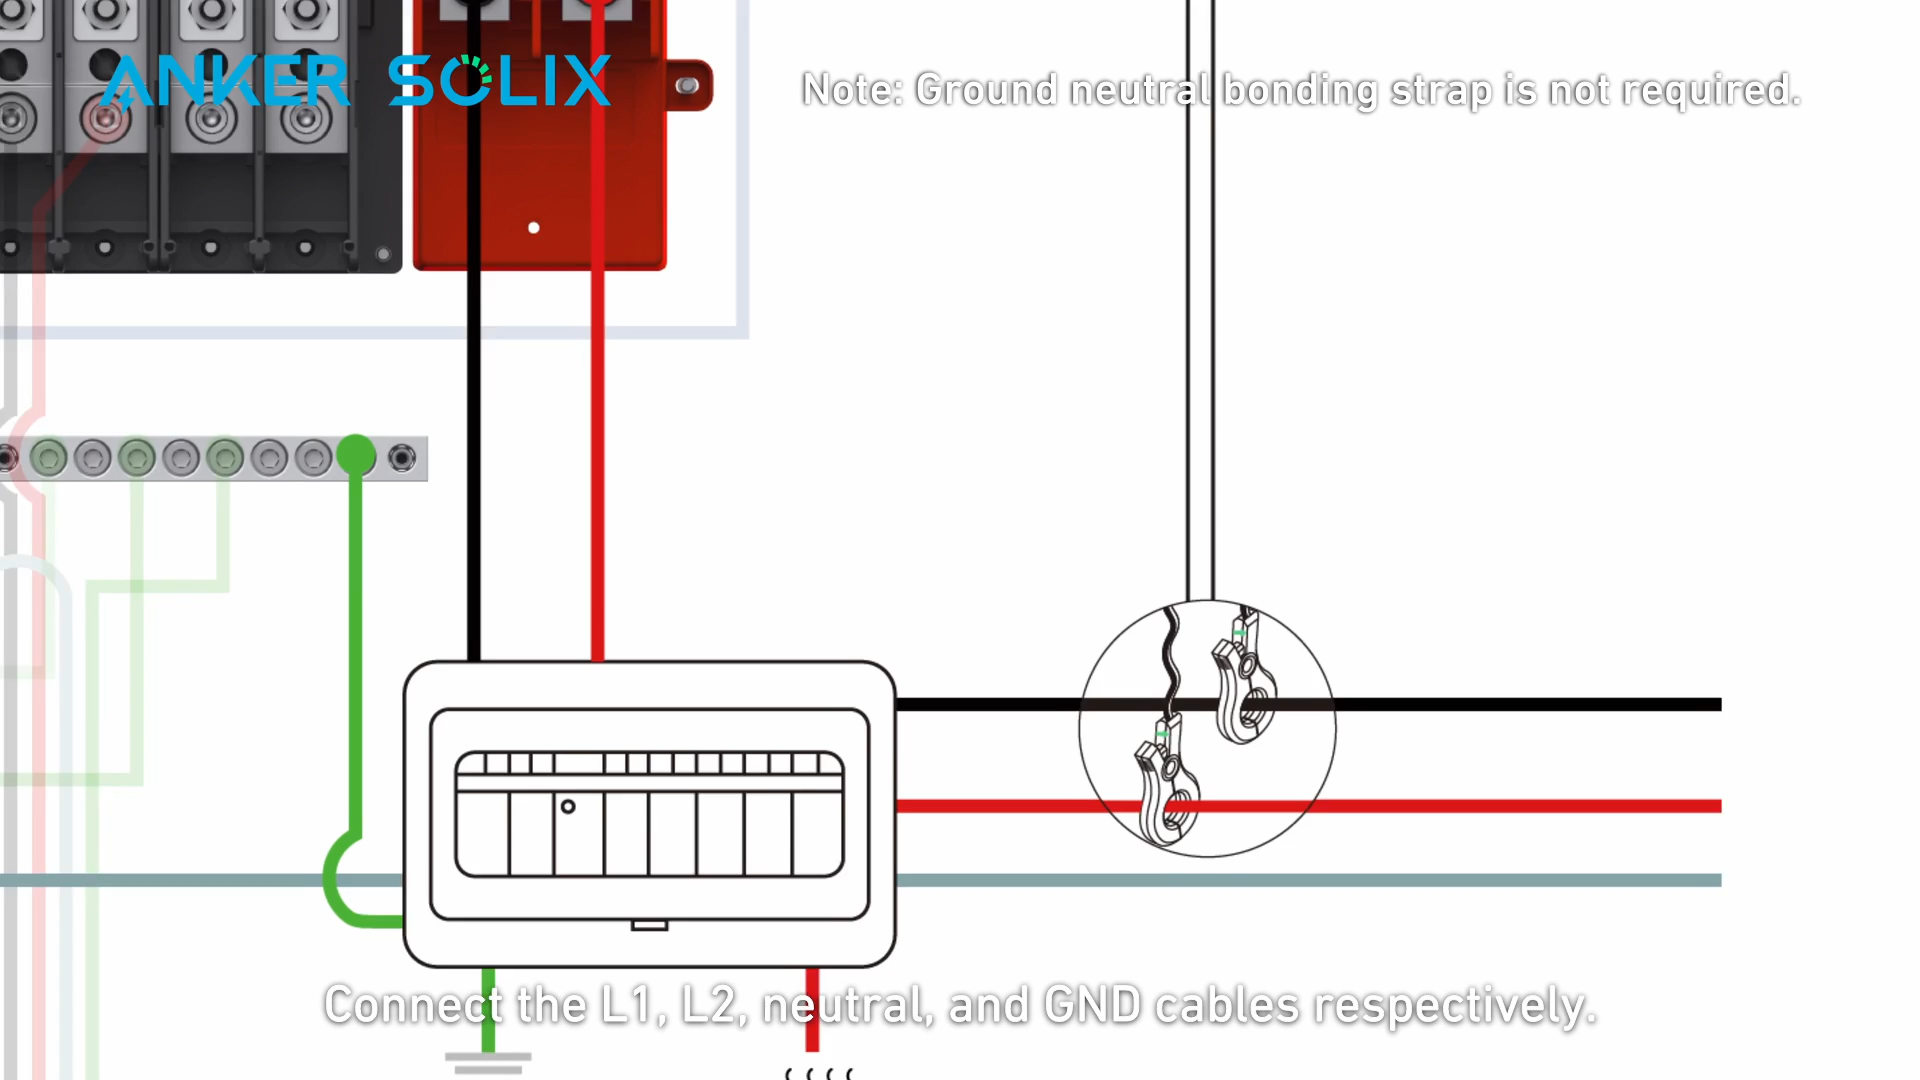 ANKER SOLIX
Note: Ground neutral bonding strap is not required.
Connect the L1, L2, neutral, and GND cables respectively.